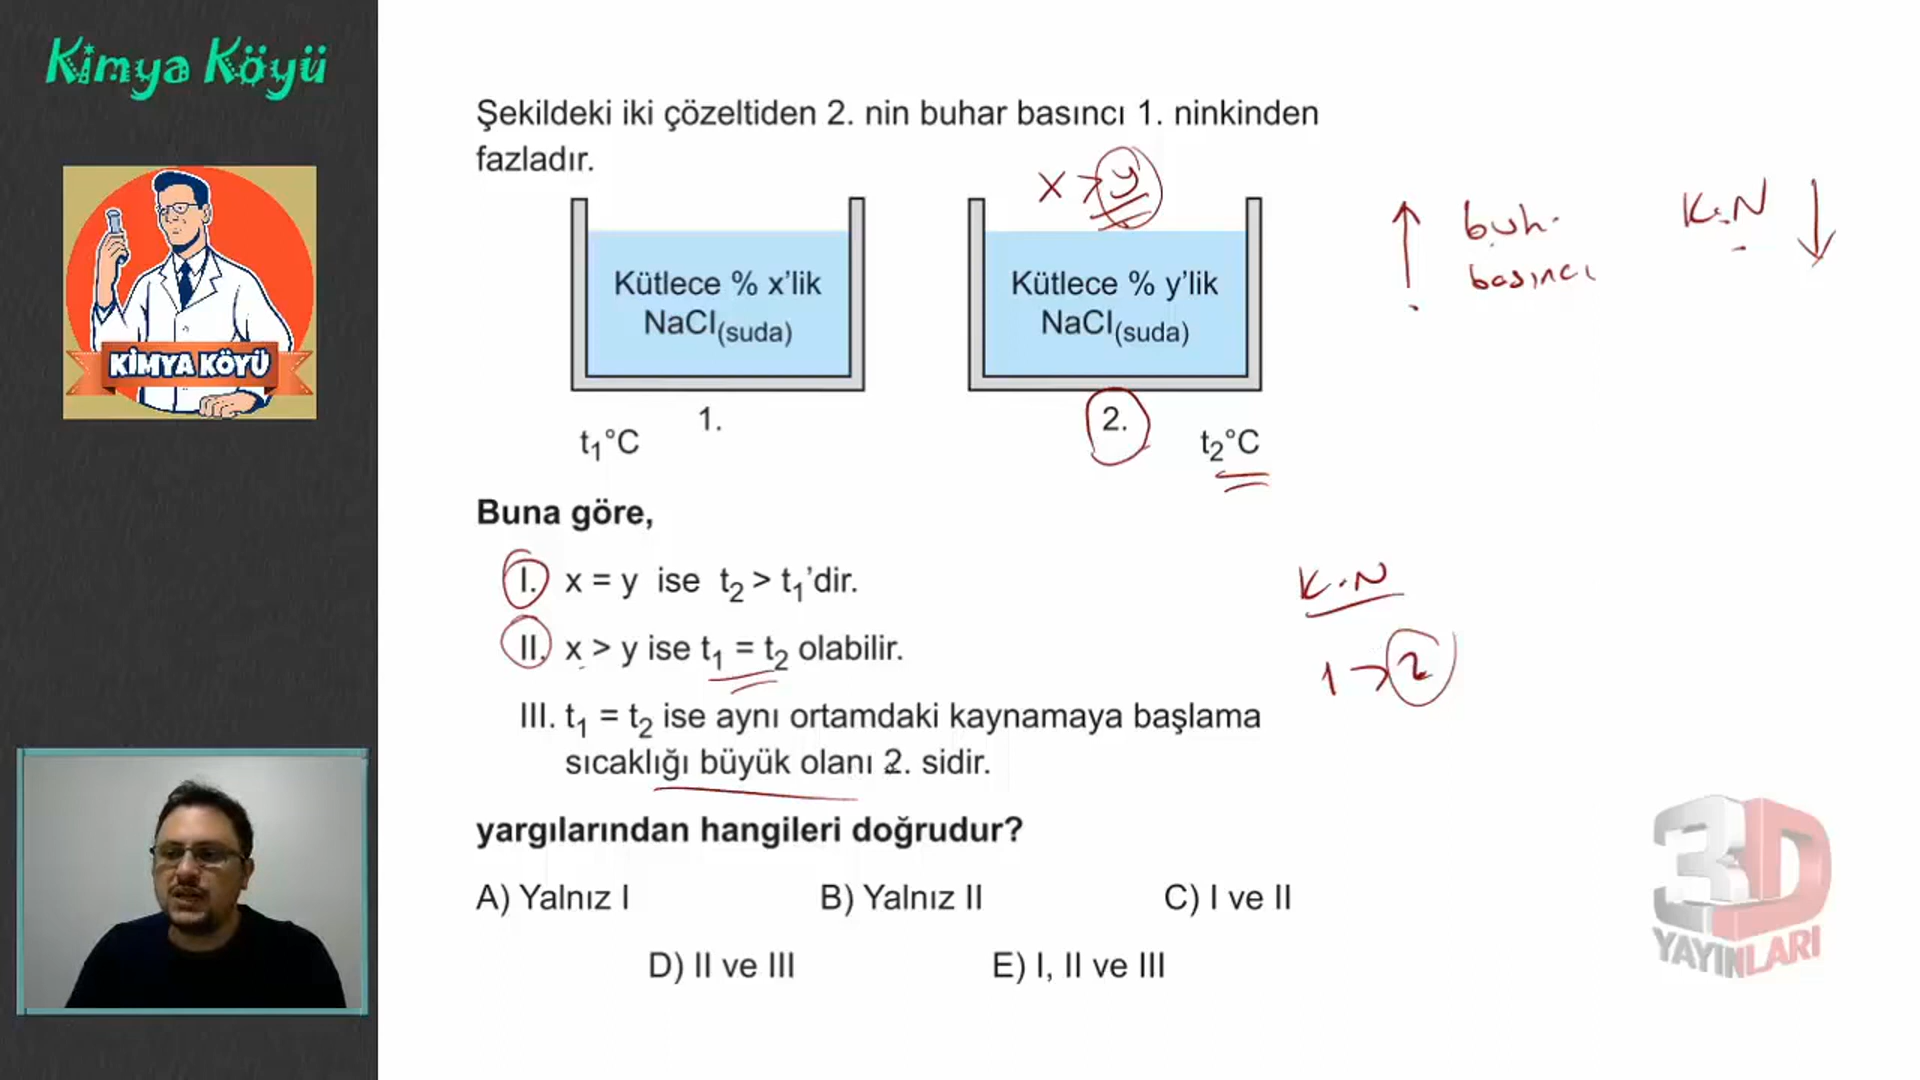 Kimya Köyü
KİMYA KÖYÜ
Şekildeki iki çözeltiden 2. nin buhar basıncı 1. ninkinden
fazladır.
x > y
Kütlece % x'lik
NaCl(suda)
Kütlece % y'lik
NaCl(suda)
buh.
basıncı
K.N
1.
2.
t₁°C
t₂°C
Buna göre,
I. x = y ise t₂ > t₁'dir.
II. x > y ise t₁ = t₂ olabilir.
III. t₁ = t₂ ise aynı ortamdaki kaynamaya başlama
sıcaklığı büyük olanı 2. sidir.
K.N
1 > 2
yargılarından hangileri doğrudur?
A) Yalnız I
B) Yalnız II
C) I ve II
D) II ve III
E) I, II ve III
3D
YAYINLARI